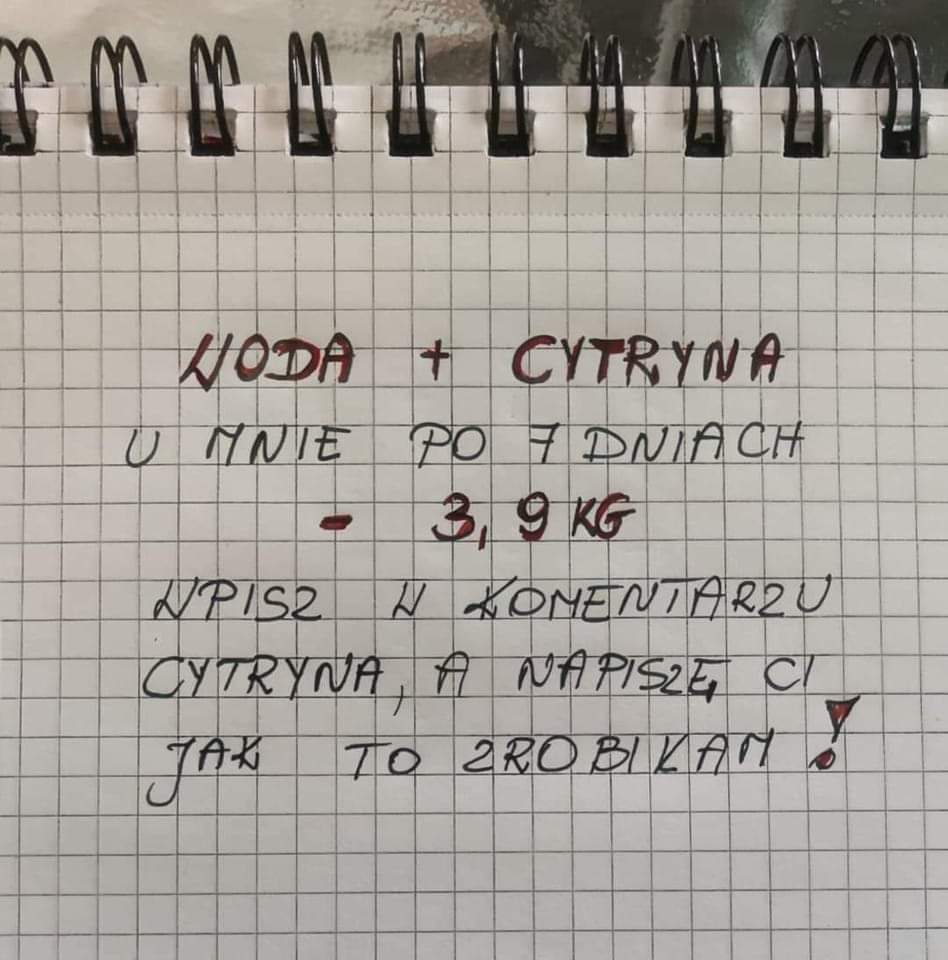 WODA + CYTRYNA
U MNIE PO 7 DNIACH
- 3,9 KG
WPISZ W KOMENTARZU
CYTRYNA, A NAPISZĘ CI
JAK TO ZROBIŁAM!